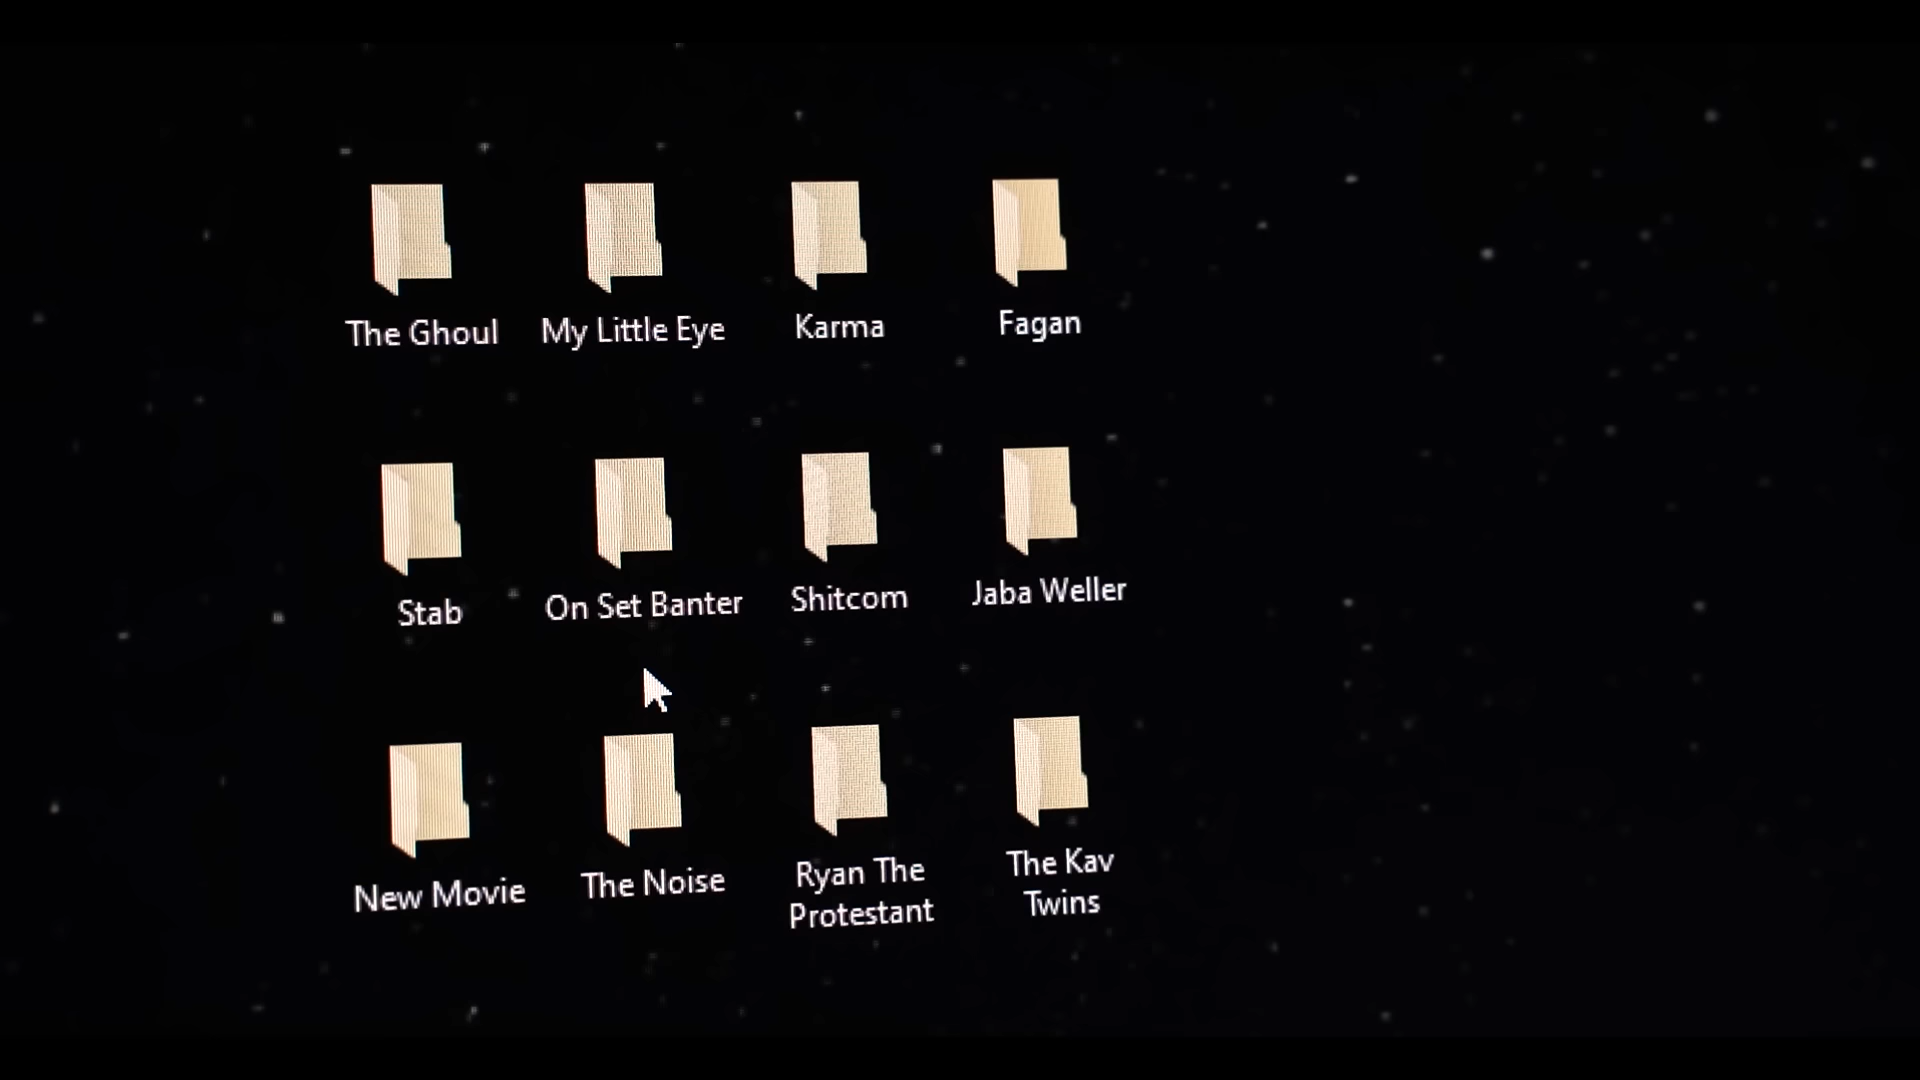 The Ghoul
My Little Eye
Karma
Fagan
Stab
On Set Banter
Shitcom
Jaba Weller
New Movie
The Noise
Ryan The
Protestant
The Kav
Twins